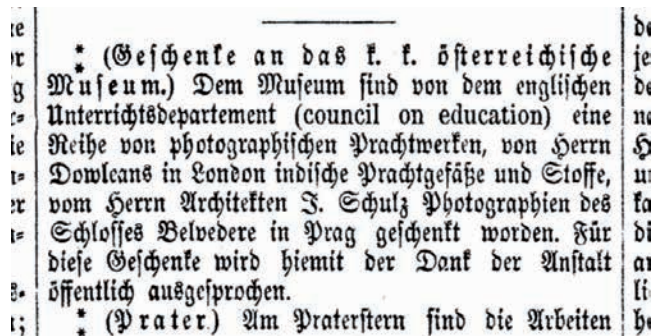 ⁑ (Geschenke an das k. k. österreichische
Museum.) Dem Museum sind von dem englischen
Unterrichtsdepartement (council on education) eine
Reihe von photographischen Prachtwerken, von Herrn
Dowleans in London indische Prachtgefäße und Stoffe,
vom Herrn Architekten J. Schulz Photographien des
Schlosses Belvedere in Prag geschenkt worden. Für
diese Geschenke wird hiemit der Dank der Anstalt
öffentlich ausgesprochen.
⁑ (Prater.) Am Praterstern sind die Arbeiten